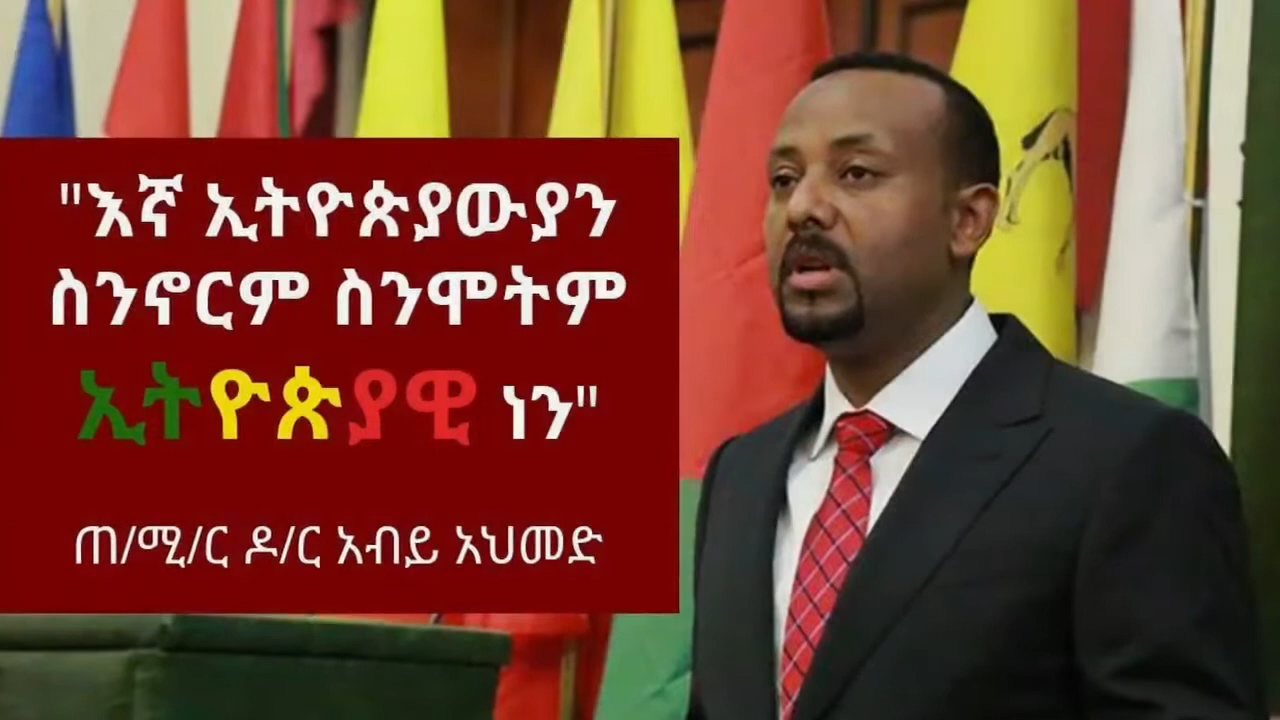 "እኛ ኢትዮጵያውያን
ስንኖርም ስንሞትም
ኢትዮጵያዊ ነን"
ጠ/ሚ/ር ዶ/ር አብይ አህመድ